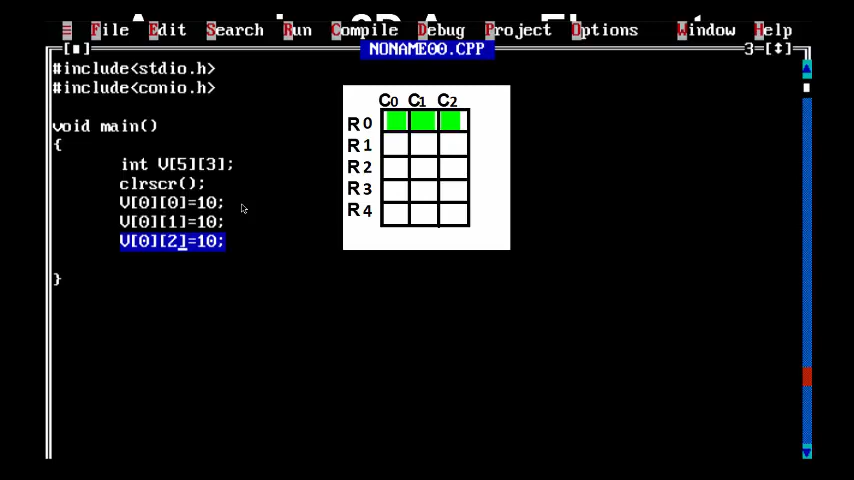 ≡ File Edit Search Run Compile Debug Project Options Window Help
[■] NONAME00.CPP 3=[↕]
#include<stdio.h>
#include<conio.h>
void main()
{
int V[5][3];
clrscr();
V[0][0]=10;
V[0][1]=10;
V[0][2]=10;
}
C0 C1 C2
R0
R1
R2
R3
R4